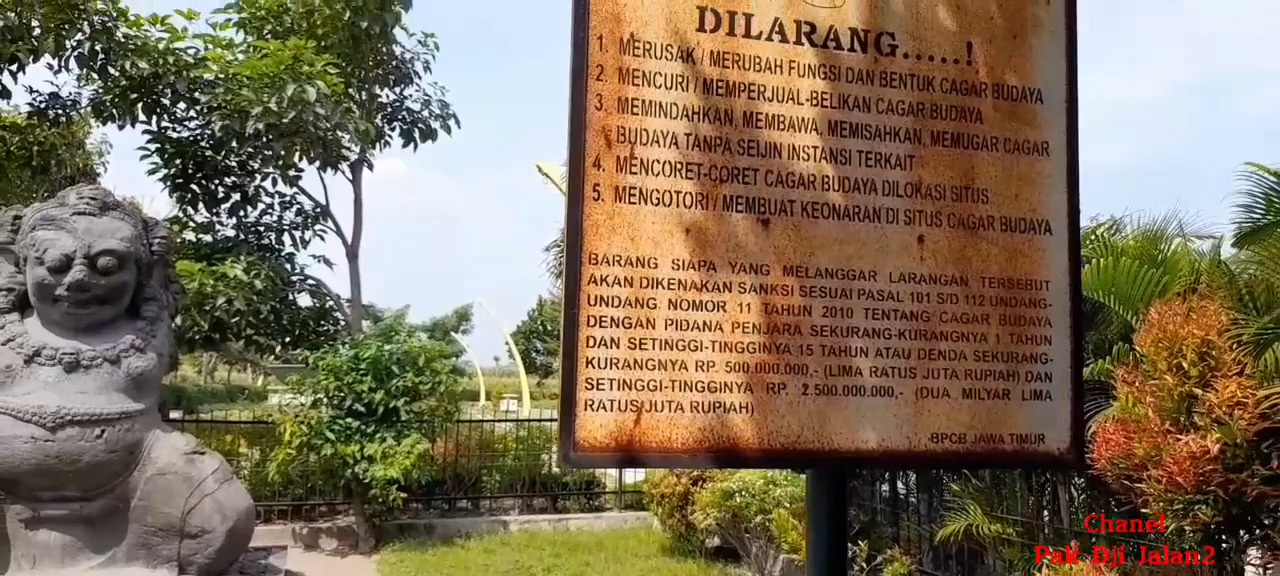 DILARANG.....!
1. MERUSAK / MERUBAH FUNGSI DAN BENTUK CAGAR BUDAYA
2. MENCURI / MEMPERJUAL-BELIKAN CAGAR BUDAYA
3. MEMINDAHKAN, MEMBAWA, MEMISAHKAN, MEMUGAR CAGAR
BUDAYA TANPA SEIJIN INSTANSI TERKAIT
4. MENCORET-CORET CAGAR BUDAYA DILOKASI SITUS
5. MENGOTORI / MEMBUAT KEONARAN DI SITUS CAGAR BUDAYA
BARANG SIAPA YANG MELANGGAR LARANGAN TERSEBUT
AKAN DIKENAKAN SANKSI SESUAI PASAL 101 S/D 112 UNDANG-
UNDANG NOMOR 11 TAHUN 2010 TENTANG CAGAR BUDAYA
DENGAN PIDANA PENJARA SEKURANG-KURANGNYA 1 TAHUN
DAN SETINGGI-TINGGINYA 15 TAHUN ATAU DENDA SEKURANG-
KURANGNYA RP. 500.000.000,- (LIMA RATUS JUTA RUPIAH) DAN
SETINGGI-TINGGINYA RP. 2.500.000.000,- (DUA MILYAR LIMA
RATUS JUTA RUPIAH)
BPCB JAWA TIMUR
Chanel
Pak Dji Jalan2